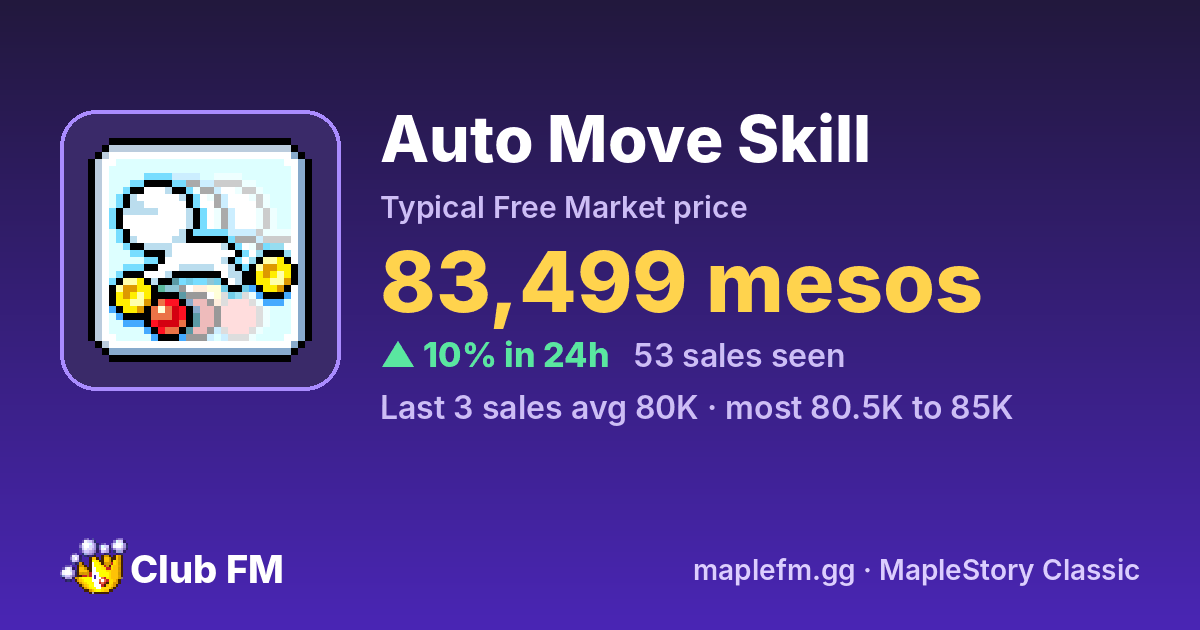 Auto Move Skill
Typical Free Market price
83,499 mesos
▲ 10% in 24h 53 sales seen
Last 3 sales avg 80K · most 80.5K to 85K
Club FM
maplefm.gg · MapleStory Classic